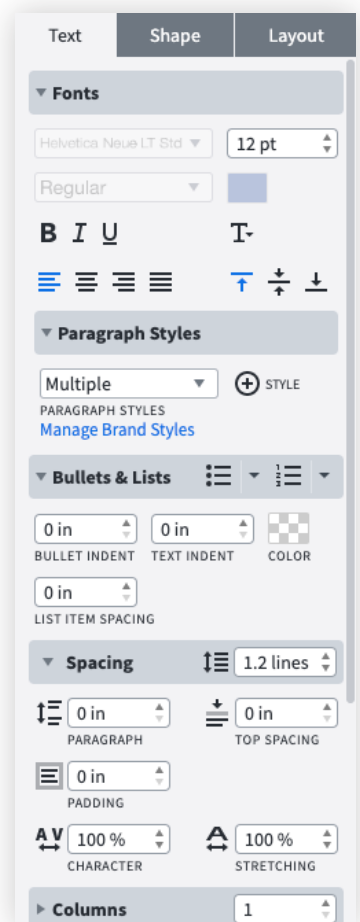 Text Shape Layout
Fonts
Helvetica Neue LT Std 12 pt
Regular
B I U T
Paragraph Styles
Multiple STYLE
PARAGRAPH STYLES
Manage Brand Styles
Bullets & Lists 1 2
0 in 0 in
BULLET INDENT TEXT INDENT COLOR
0 in
LIST ITEM SPACING
Spacing 1.2 lines
0 in 0 in
PARAGRAPH TOP SPACING
0 in
PADDING
A V 100 % A 100 %
CHARACTER STRETCHING
Columns 1